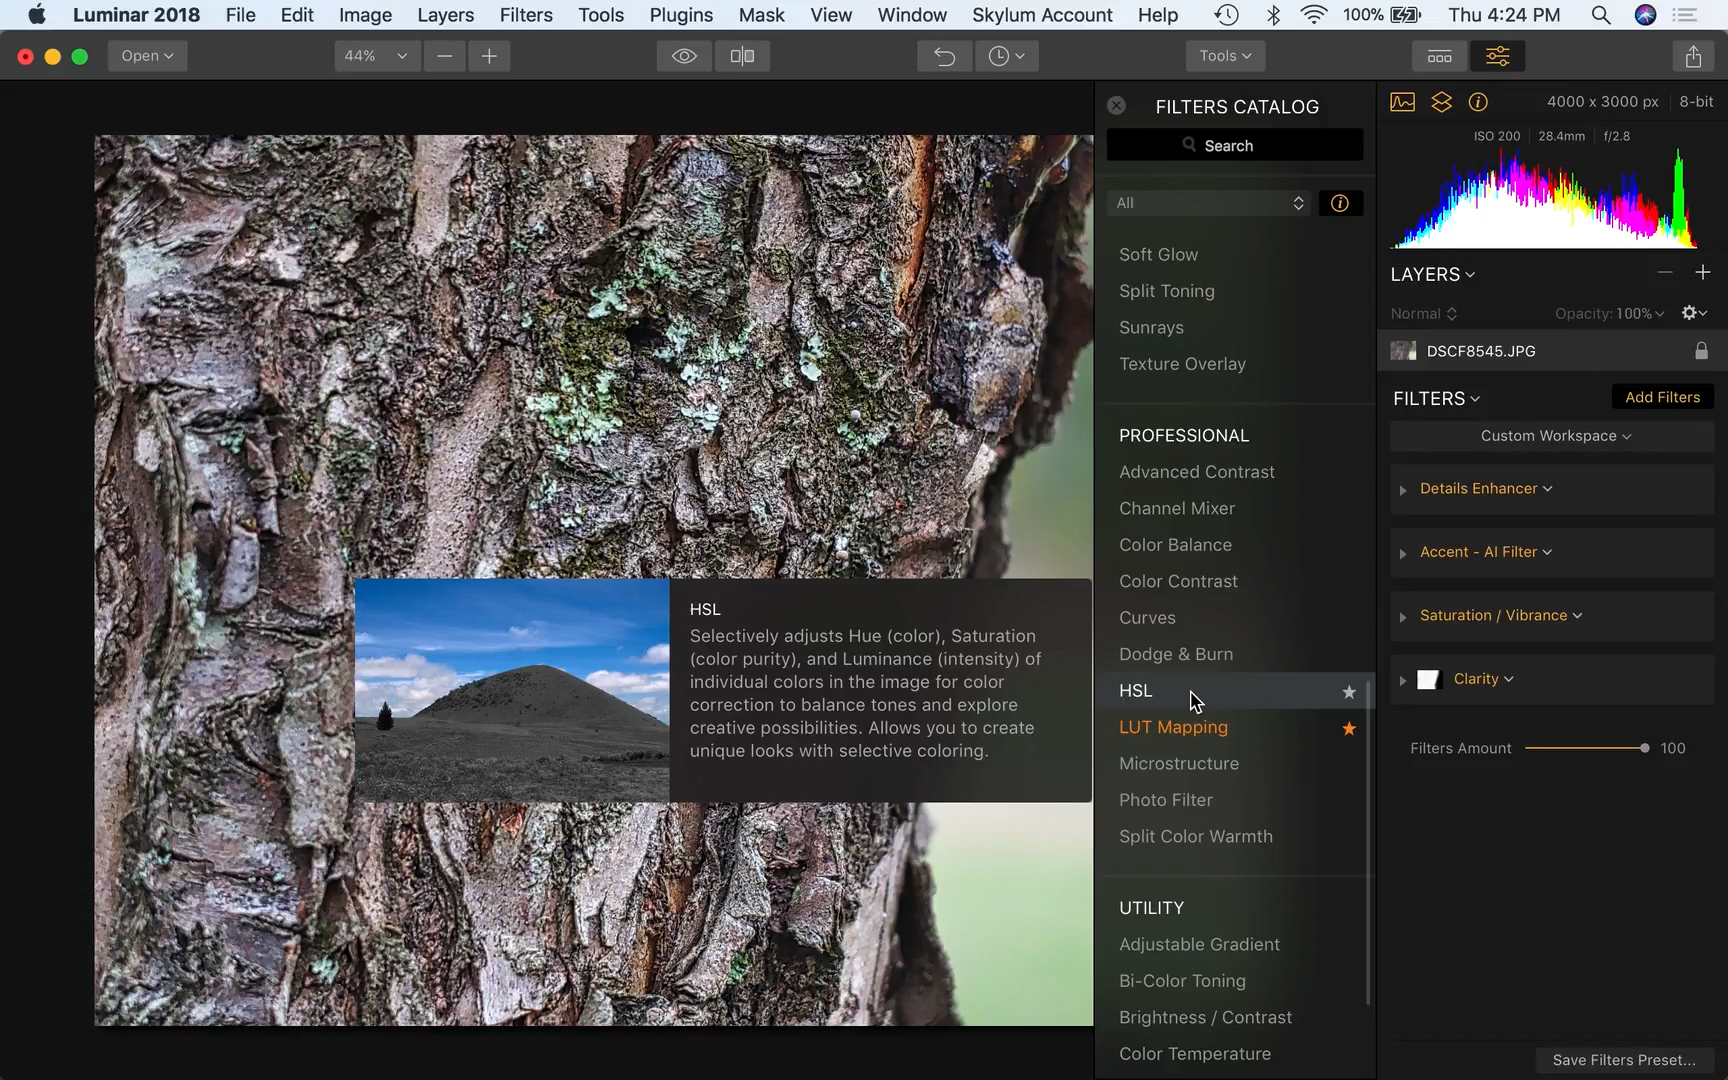 Luminar 2018 File Edit Image Layers Filters Tools Plugins Mask View Window Skylum Account Help 100% Thu 4:24 PM
Open 44% Tools
FILTERS CATALOG
Search
All
Soft Glow
Split Toning
Sunrays
Texture Overlay
PROFESSIONAL
Advanced Contrast
Channel Mixer
Color Balance
Color Contrast
Curves
Dodge & Burn
HSL
LUT Mapping
Microstructure
Photo Filter
Split Color Warmth
UTILITY
Adjustable Gradient
Bi-Color Toning
Brightness / Contrast
Color Temperature
HSL
Selectively adjusts Hue (color), Saturation
(color purity), and Luminance (intensity) of
individual colors in the image for color
correction to balance tones and explore
creative possibilities. Allows you to create
unique looks with selective coloring.
4000 x 3000 px 8-bit
ISO 200 28.4mm f/2.8
LAYERS
Normal Opacity: 100%
DSCF8545.JPG
FILTERS Add Filters
Custom Workspace
Details Enhancer
Accent - AI Filter
Saturation / Vibrance
Clarity
Filters Amount 100
Save Filters Preset...